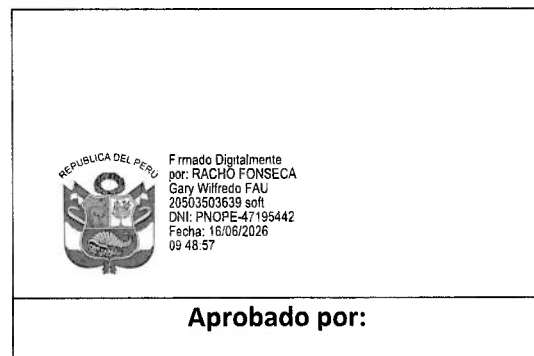 REPUBLICA DEL PERÚ
F rmado Digitalmente
por: RACHO FONSECA
Gary Wilfredo FAU
20503503639 soft
DNI: PNOPE-47195442
Fecha: 16/06/2026
09 48:57
Aprobado por: